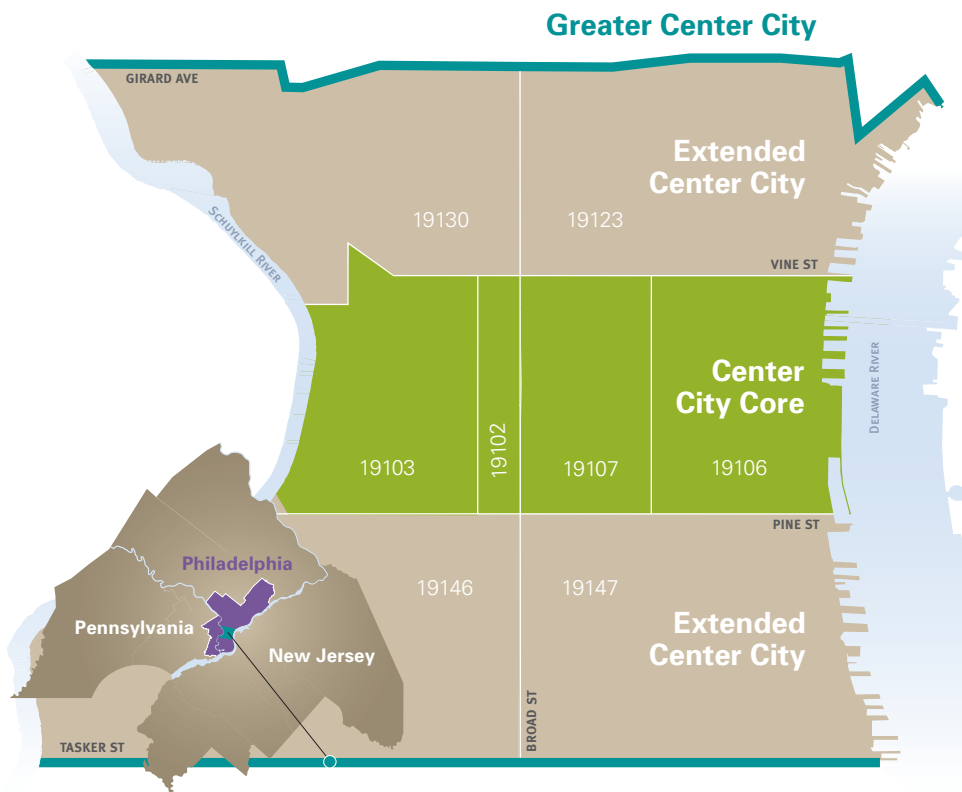 Greater Center City
GIRARD AVE
Extended
Center City
19130
19123
SCHUYLKILL RIVER
VINE ST
Center
City Core
DELAWARE RIVER
19103
19102
19107
19106
PINE ST
Philadelphia
19146
19147
Pennsylvania
New Jersey
Extended
Center City
BROAD ST
TASKER ST